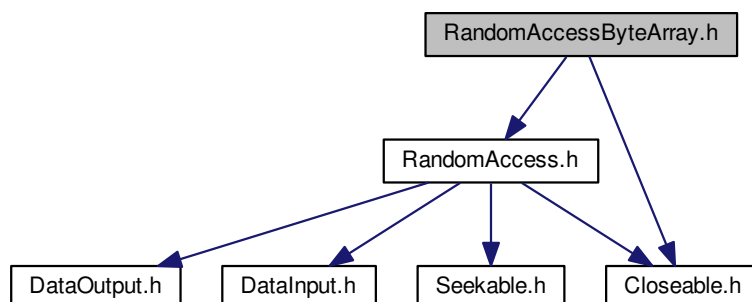 RandomAccessByteArray.h
RandomAccess.h
DataOutput.h
DataInput.h
Seekable.h
Closeable.h